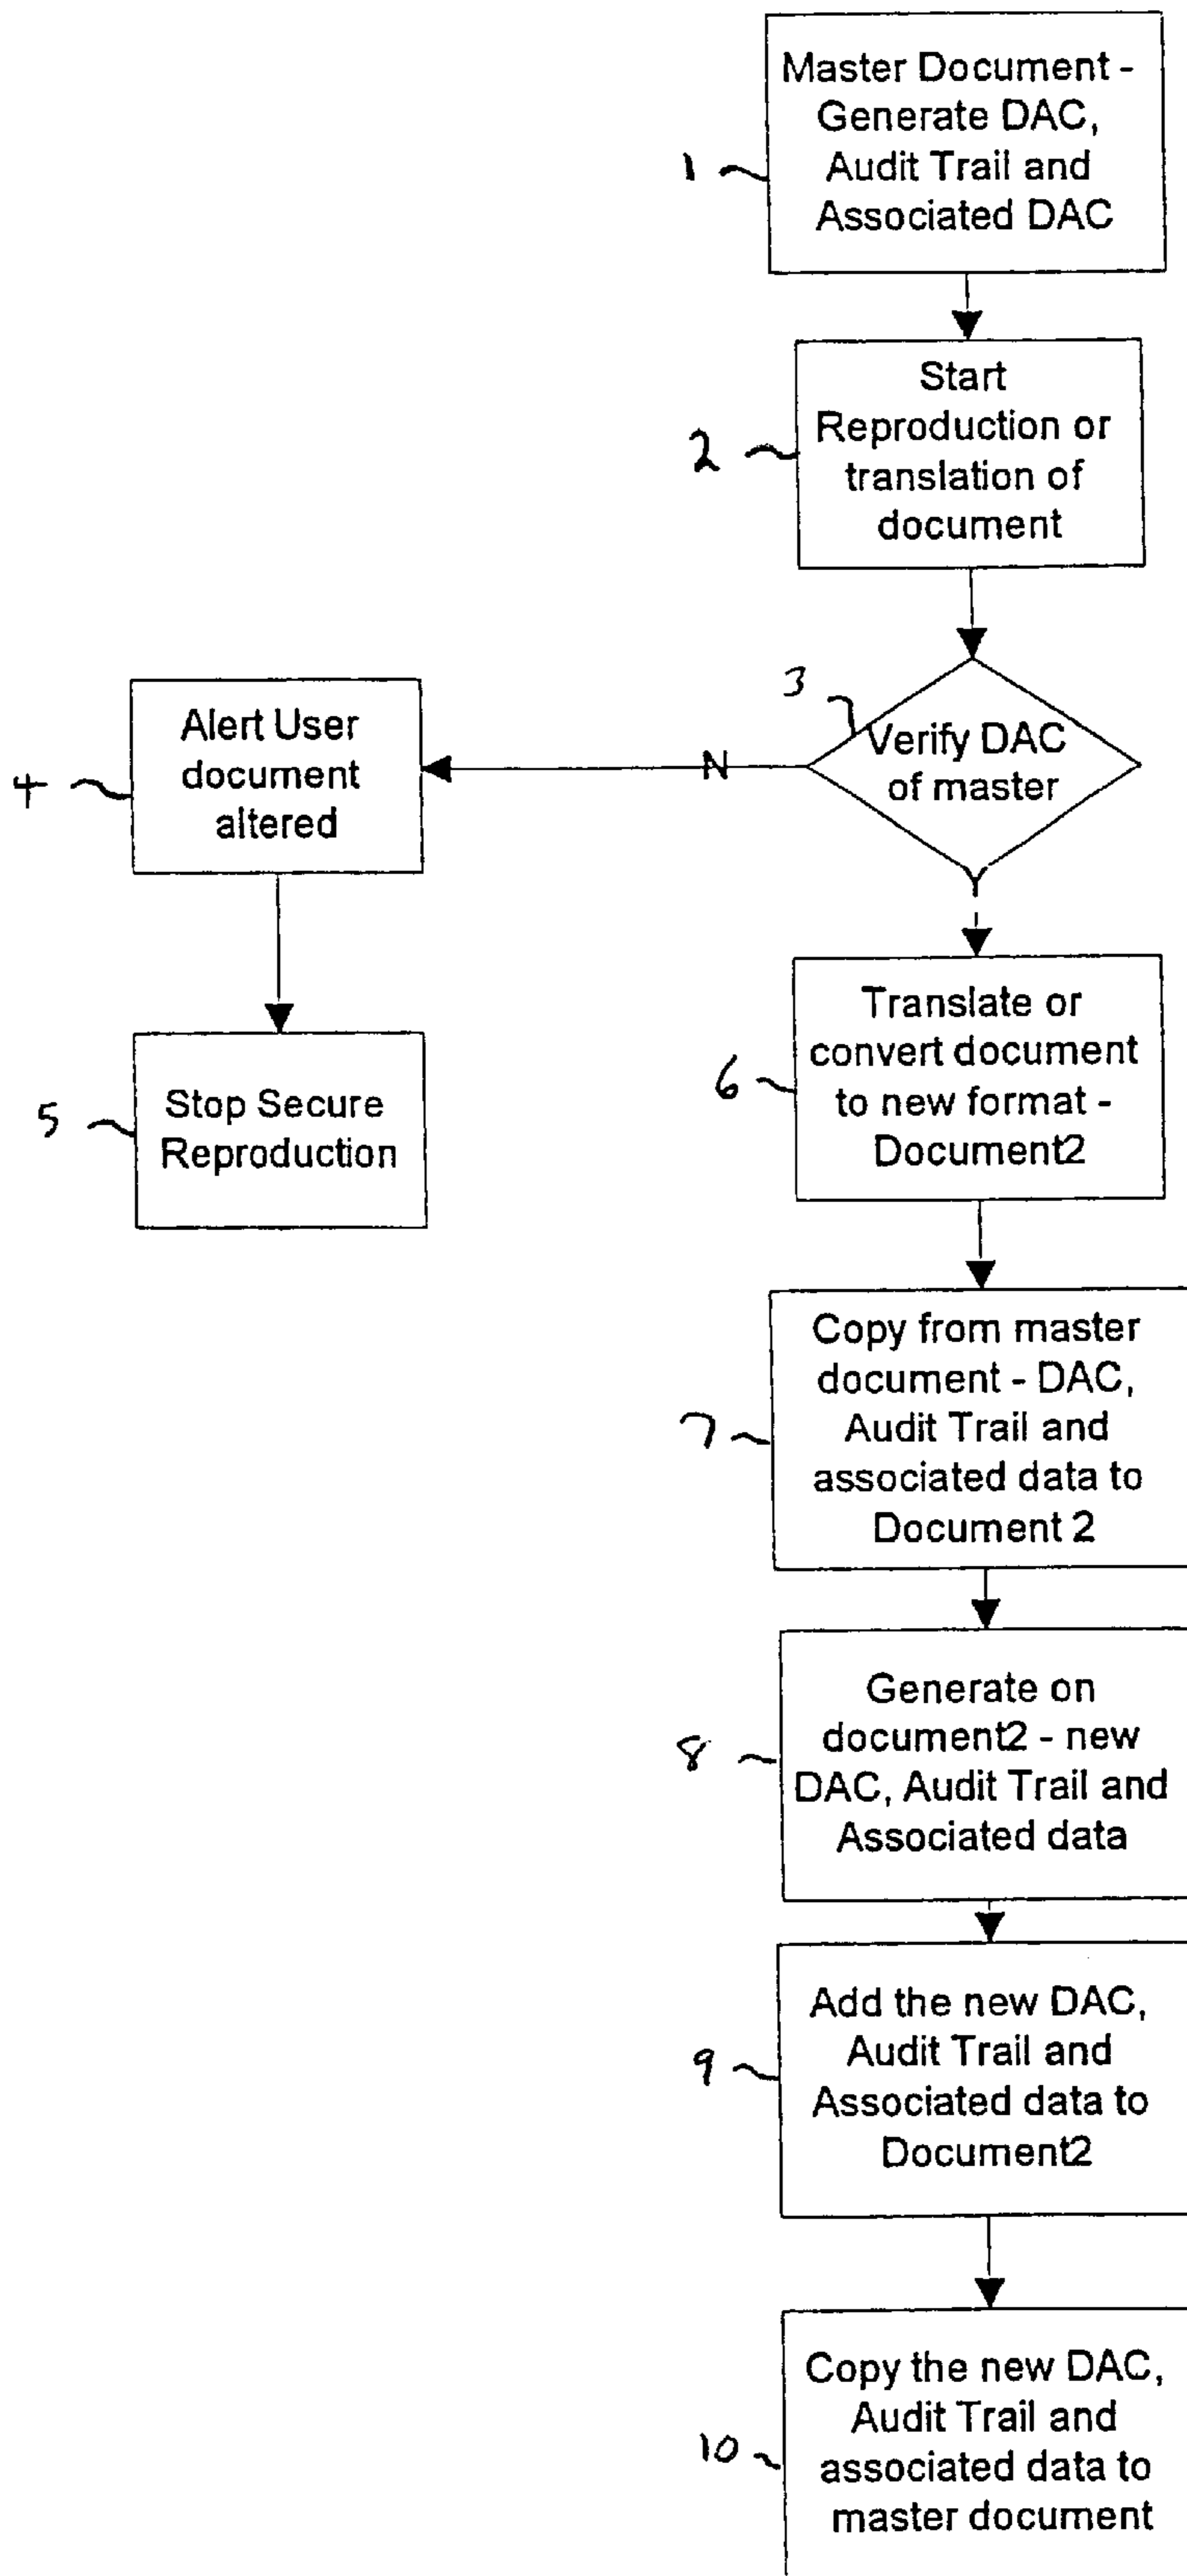 1
Master Document -
Generate DAC,
Audit Trail and
Associated DAC
2
Start
Reproduction or
translation of
document
3
Verify DAC
of master
N
Y
4
Alert User
document
altered
5
Stop Secure
Reproduction
6
Translate or
convert document
to new format -
Document2
7
Copy from master
document - DAC,
Audit Trail and
associated data to
Document 2
8
Generate on
document2 - new
DAC, Audit Trail and
Associated data
9
Add the new DAC,
Audit Trail and
Associated data to
Document2
10
Copy the new DAC,
Audit Trail and
associated data to
master document